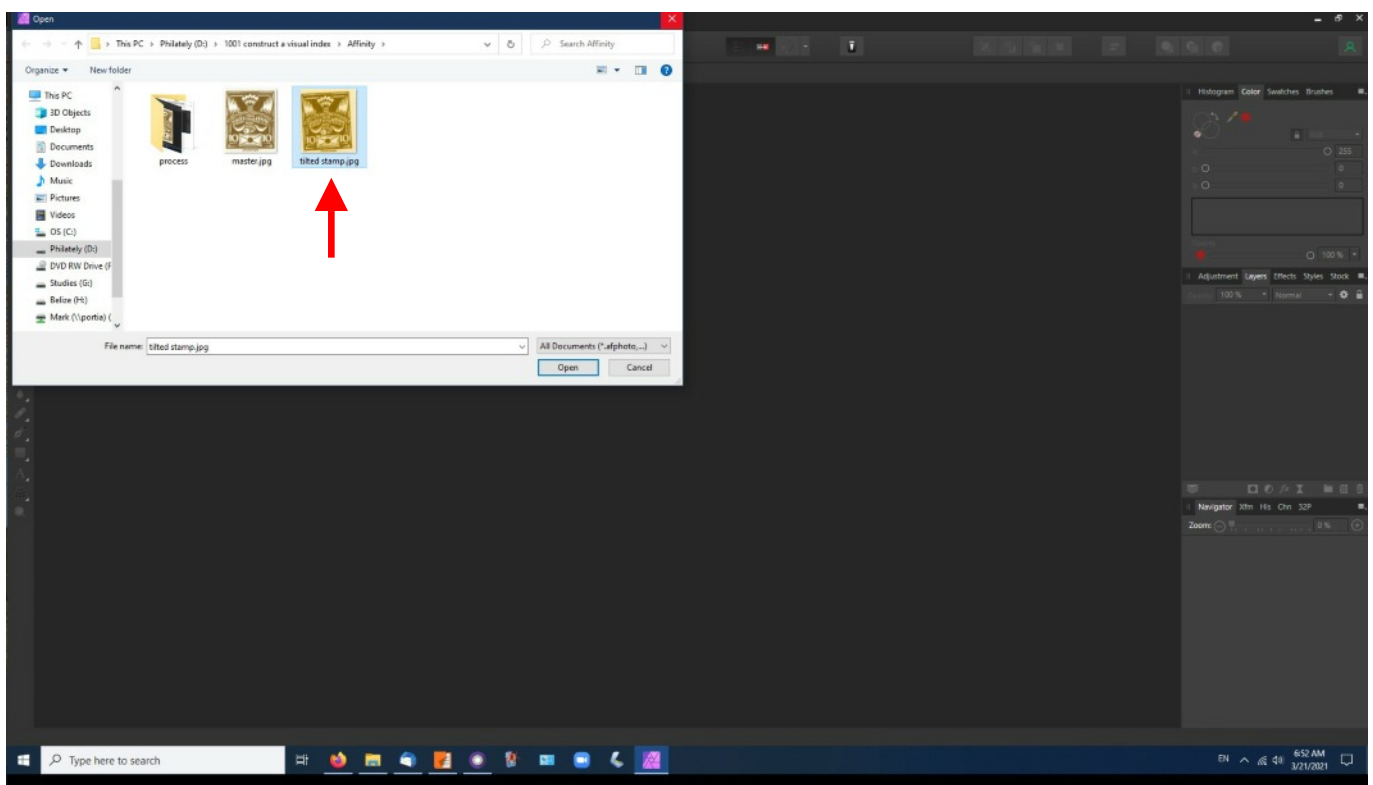 Open
This PC > Philately (D:) > 1001 construct a visual index > Affinity >
Search Affinity
Organize
New folder
This PC
3D Objects
Desktop
Documents
Downloads
Music
Pictures
Videos
OS (C:)
Philately (D:)
DVD RW Drive (F
Studies (G:)
Belize (H:)
Mark (\\portia) (
process
master.jpg
tilted stamp.jpg
File name:
tilted stamp.jpg
All Documents (*.afphoto,...)
Open
Cancel
Histogram Color Swatches Brushes
255
0
0
Opacity
100 %
Adjustment Layers Effects Styles Stock
100 % Normal
Navigator Xfm His Chn 32P
Zoom: 0 %
Type here to search
EN
6:52 AM
3/21/2021